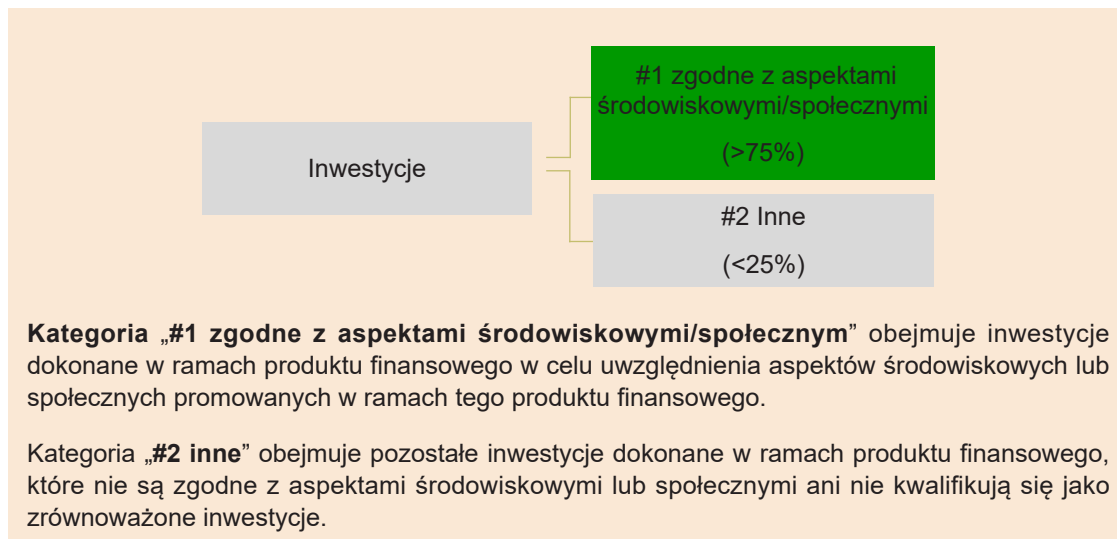 #1 zgodne z aspektami
środowiskowymi/społecznymi
(>75%)
Inwestycje
#2 Inne
(<25%)
Kategoria „#1 zgodne z aspektami środowiskowymi/społecznym” obejmuje inwestycje
dokonane w ramach produktu finansowego w celu uwzględnienia aspektów środowiskowych lub
społecznych promowanych w ramach tego produktu finansowego.
Kategoria „#2 inne” obejmuje pozostałe inwestycje dokonane w ramach produktu finansowego,
które nie są zgodne z aspektami środowiskowymi lub społecznymi ani nie kwalifikują się jako
zrównoważone inwestycje.